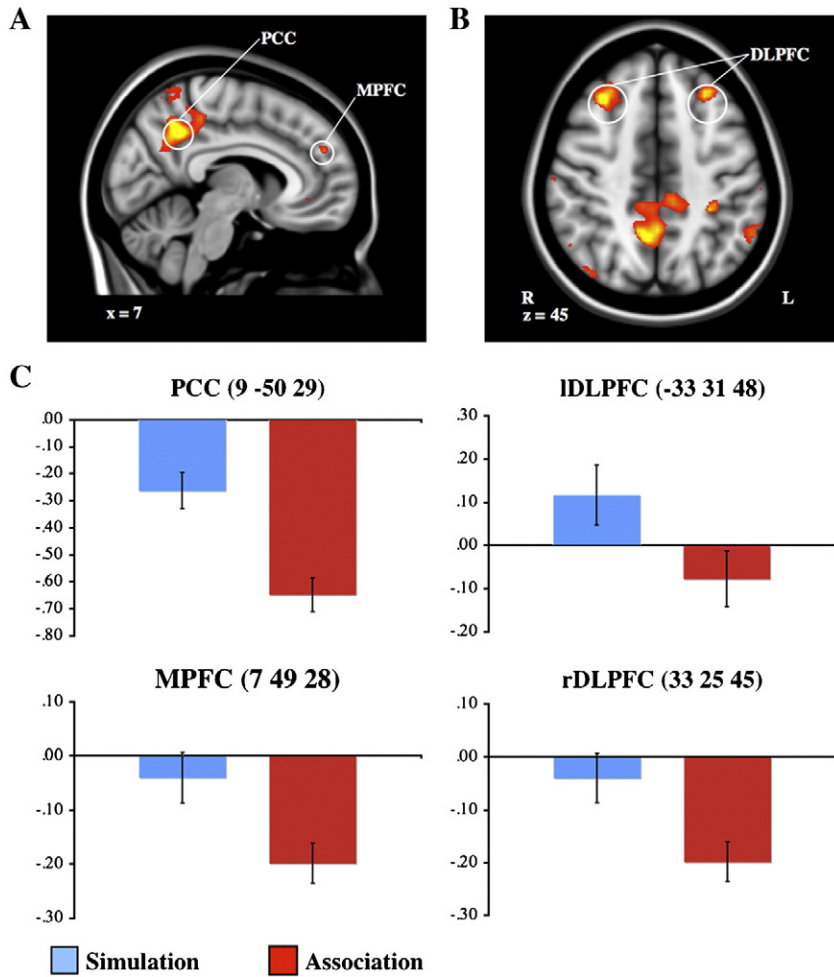 A
PCC
MPFC
x = 7
B
DLPFC
R
L
z = 45
C
PCC (9 -50 29)
.00
-.10
-.20
-.30
-.40
-.50
-.60
-.70
-.80
lDLPFC (-33 31 48)
.30
.20
.10
.00
-.10
-.20
MPFC (7 49 28)
.10
.00
-.10
-.20
-.30
rDLPFC (33 25 45)
.10
.00
-.10
-.20
-.30
Simulation
Association